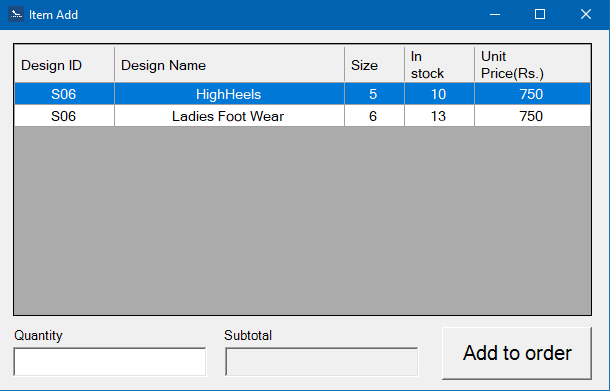 Item Add
Design ID Design Name Size In stock Unit Price(Rs.)
S06 HighHeels 5 10 750
S06 Ladies Foot Wear 6 13 750
Quantity Subtotal
Add to order